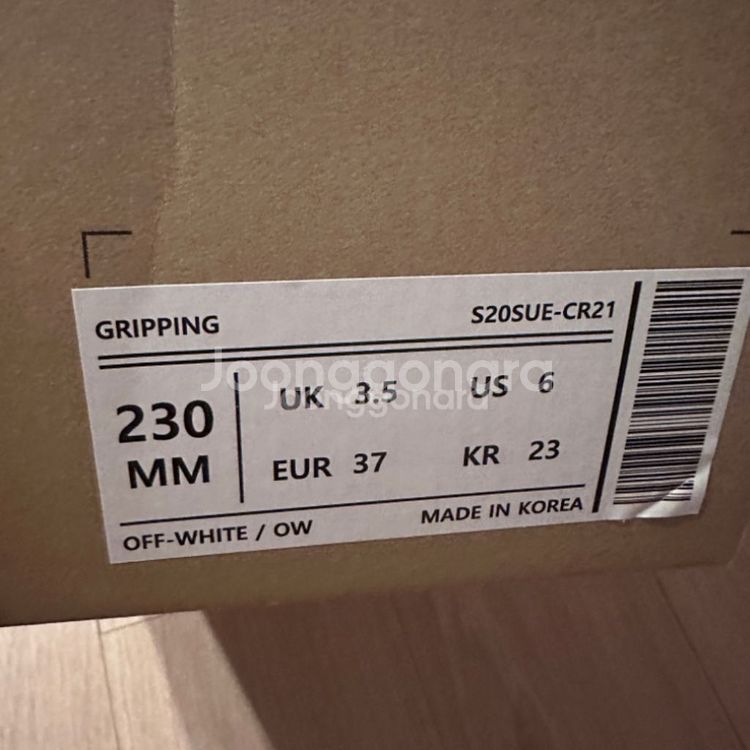 GRIPPING
S20SUE-CR21
230
MM
UK 3.5
US 6
EUR 37
KR 23
OFF-WHITE / OW
MADE IN KOREA
Joonggonara
Joonggonara